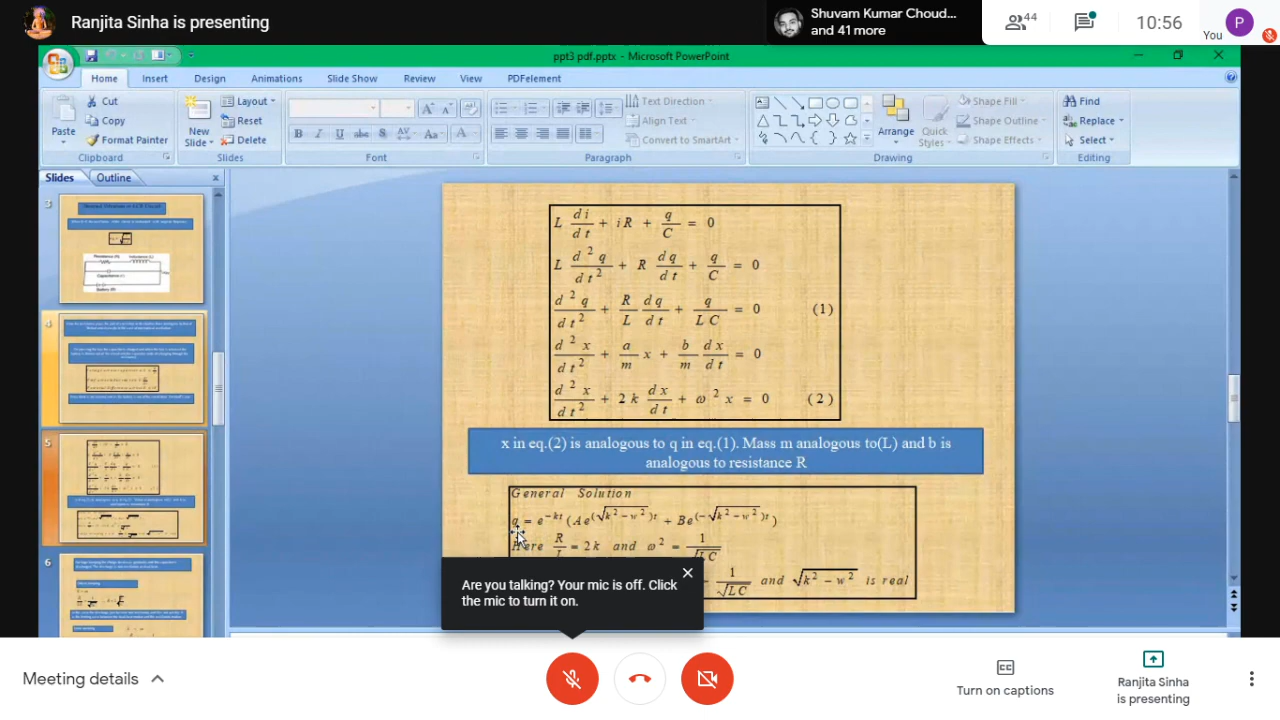 Ranjita Sinha is presenting
Shuvam Kumar Choud...
and 41 more
44
10:56
You
P
ppt3 pdf.pptx - Microsoft PowerPoint
Home Insert Design Animations Slide Show Review View PDFelement
Paste
Cut
Copy
Format Painter
Clipboard
New Slide
Layout
Reset
Delete
Slides
B I U abc S AV Aa A
Font
Text Direction
Align Text
Convert to SmartArt
Paragraph
Arrange
Quick Styles
Shape Fill
Shape Outline
Shape Effects
Drawing
Find
Replace
Select
Editing
Slides Outline
3
4
5
6
L di/dt + iR + q/C = 0
L d²q/dt² + R dq/dt + q/C = 0
d²q/dt² + R/L dq/dt + q/LC = 0 (1)
d²x/dt² + a/m x + b/m dx/dt = 0
d²x/dt² + 2k dx/dt + ω²x = 0 (2)
x in eq.(2) is analogous to q in eq.(1). Mass m analogous to(L) and b is
analogous to resistance R
General Solution
q = e^(-kt) (Ae^((√(k²-w²))t) + Be^((-√(k²-w²))t))
Here R/L = 2k and ω² = 1/√LC
1/√LC and √(k²-w²) is real
Are you talking? Your mic is off. Click
the mic to turn it on.
Meeting details
Turn on captions
Ranjita Sinha
is presenting